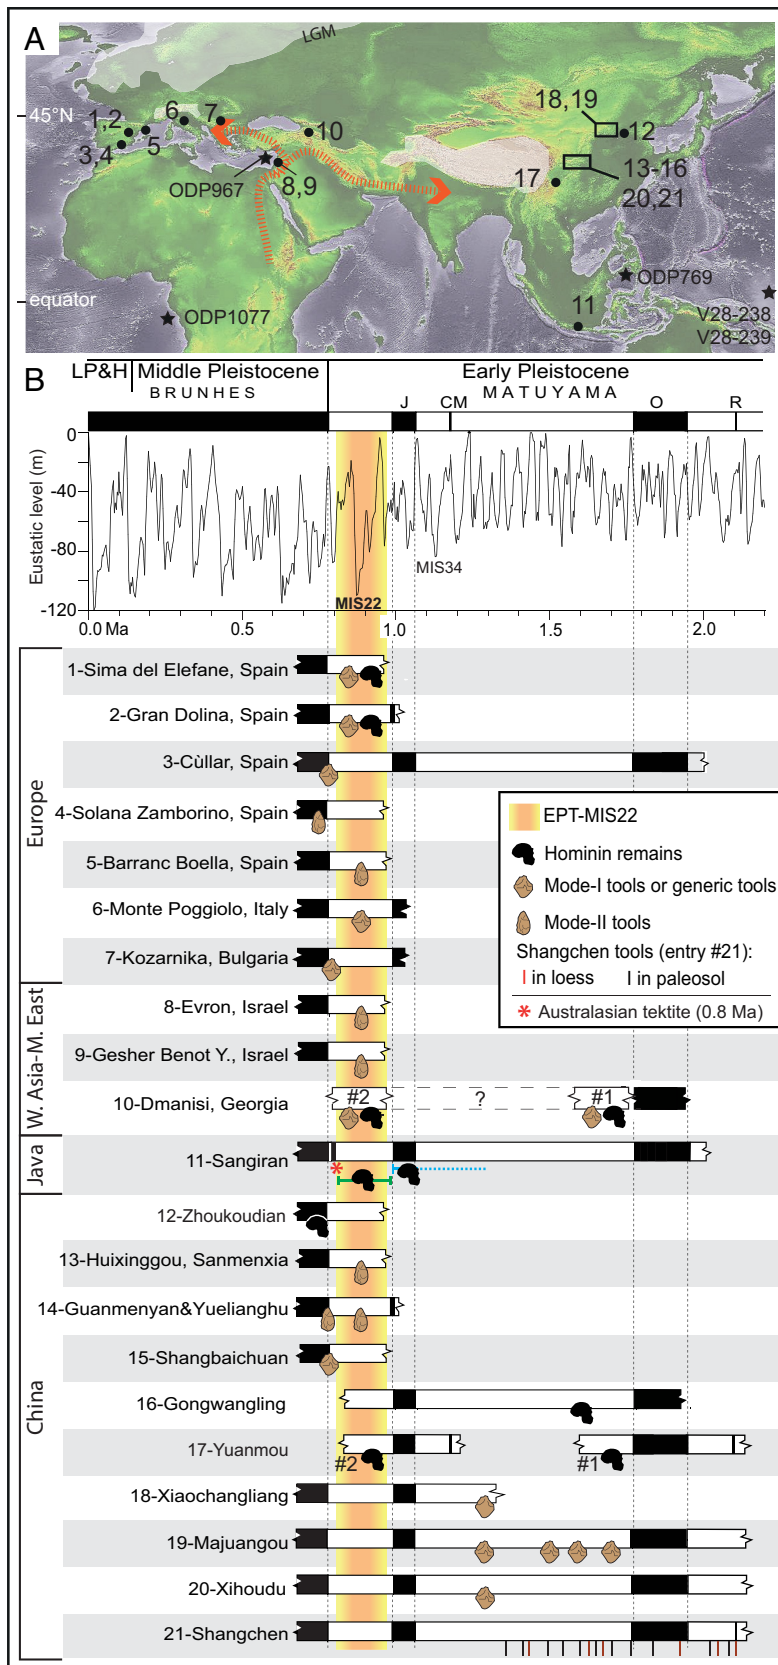 A
LGM
45°N
1,2
3,4
5
6
7
10
18,19
12
13-16
20,21
17
ODP967
8,9
ODP769
equator
ODP1077
11
V28-238
V28-239
B
LP&H
Middle Pleistocene
Early Pleistocene
BRUNHES
MATUYAMA
J
CM
O
R
Eustatic level (m)
0
-40
-80
-120
MIS22
MIS34
0.0 Ma
0.5
1.0
1.5
2.0
Europe
1-Sima del Elefane, Spain
2-Gran Dolina, Spain
3-Cùllar, Spain
4-Solana Zamborino, Spain
5-Barranc Boella, Spain
6-Monte Poggiolo, Italy
7-Kozarnika, Bulgaria
EPT-MIS22
Hominin remains
Mode-I tools or generic tools
Mode-II tools
Shangchen tools (entry #21):
I in loess
I in paleosol
* Australasian tektite (0.8 Ma)
W. Asia-M. East
8-Evron, Israel
9-Gesher Benot Y., Israel
10-Dmanisi, Georgia
#2
?
#1
Java
11-Sangiran
*
China
12-Zhoukoudian
13-Huixinggou, Sanmenxia
14-Guanmenyan&Yuelianghu
15-Shangbaichuan
16-Gongwangling
17-Yuanmou
#2
#1
18-Xiaochangliang
19-Majuangou
20-Xihoudu
21-Shangchen